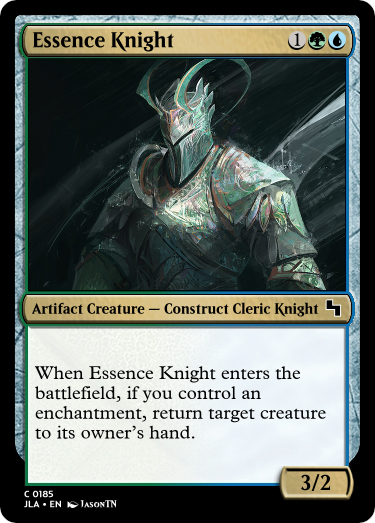 Essence Knight 1
Artifact Creature — Construct Cleric Knight
When Essence Knight enters the
battlefield, if you control an
enchantment, return target creature
to its owner's hand.
3/2
C 0185
JLA • EN JasonTN